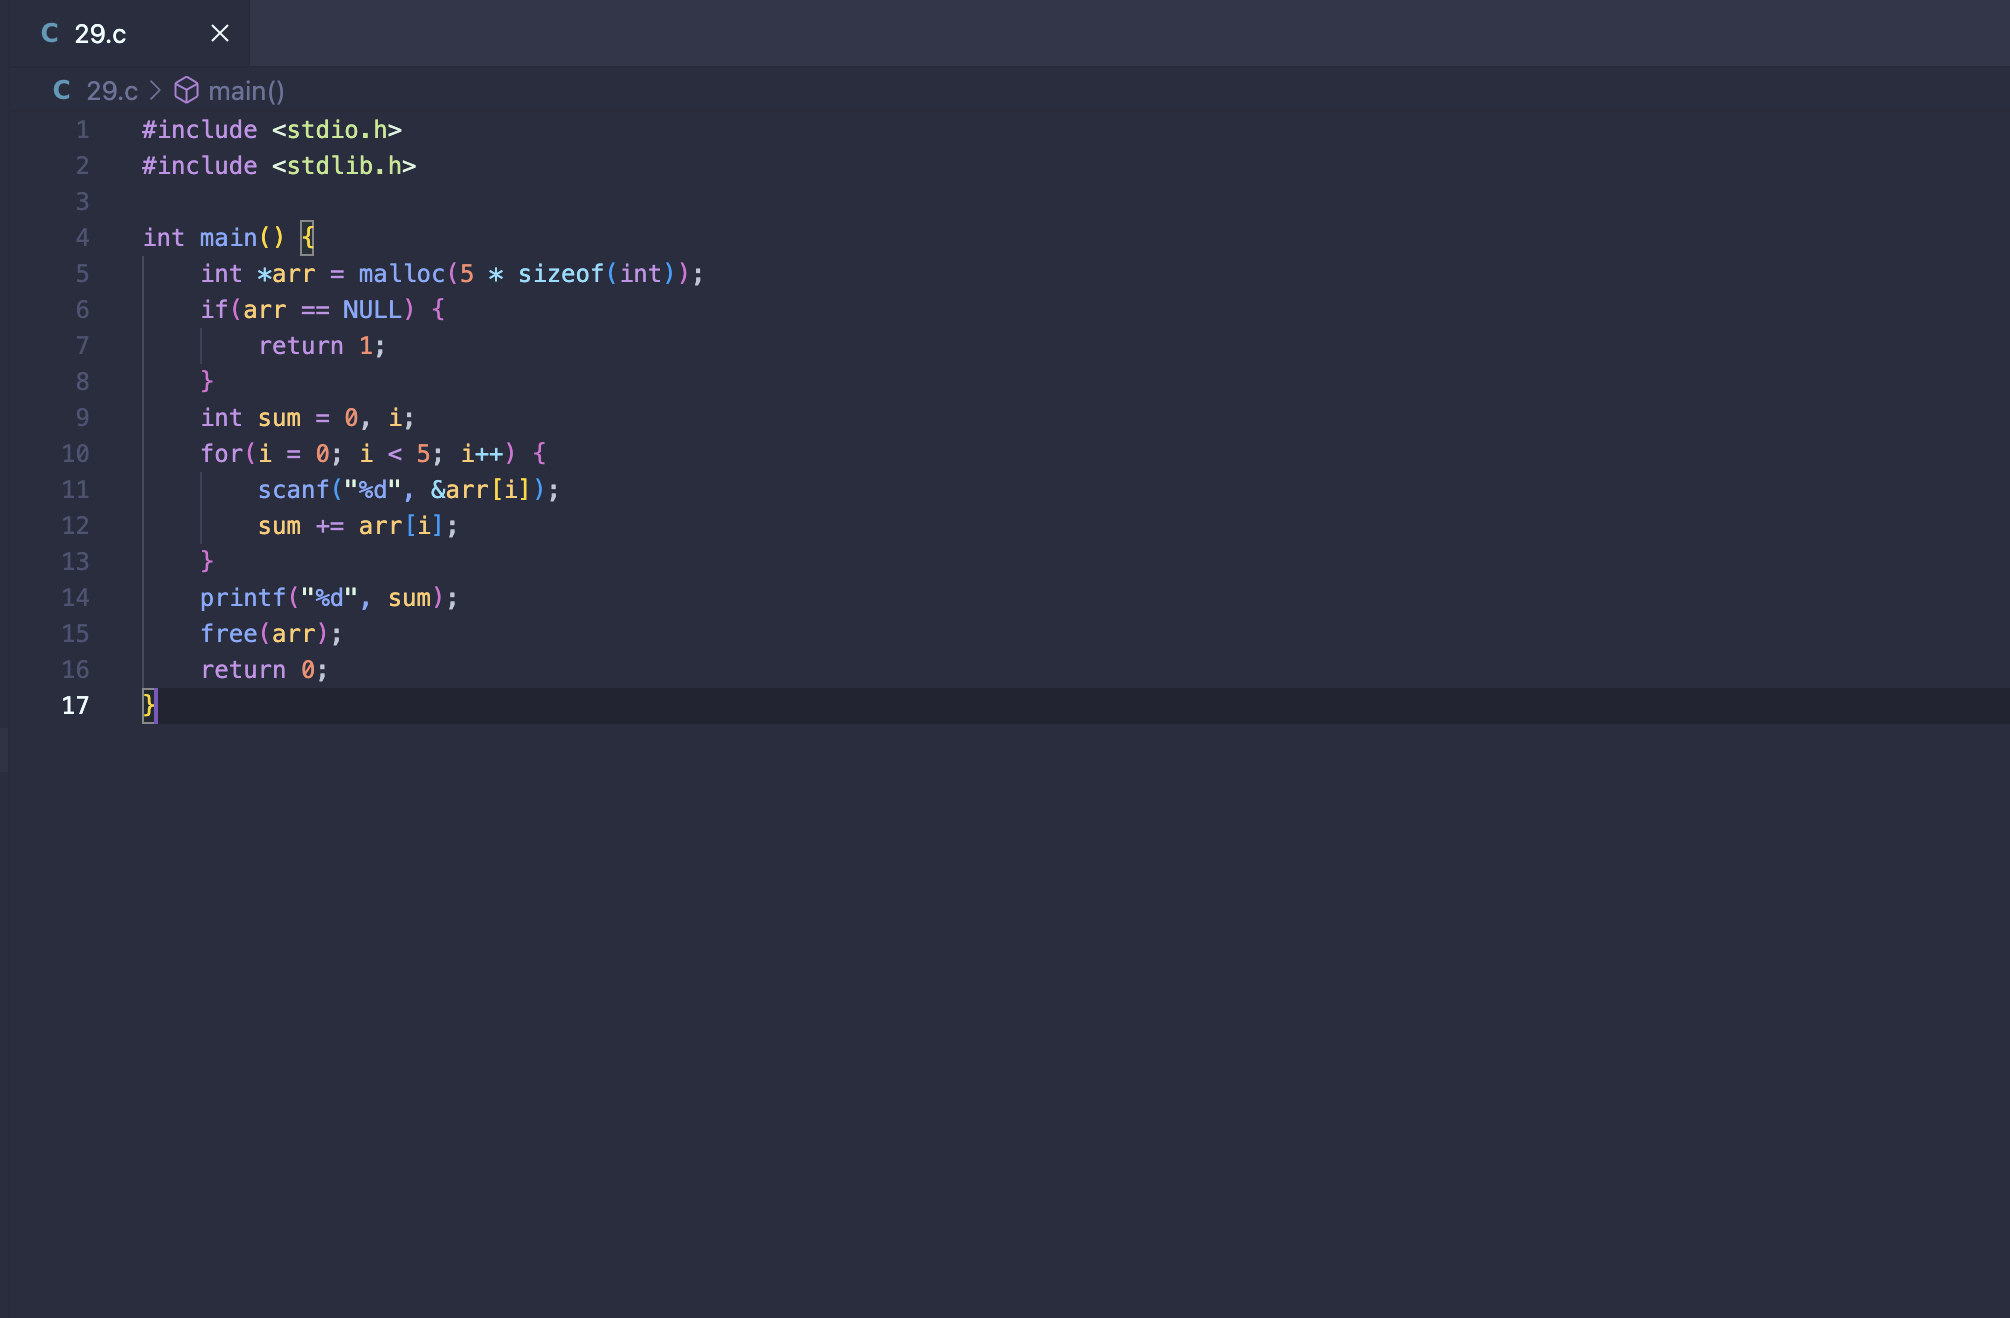 C 29.c
C 29.c > main()
1 #include <stdio.h>
2 #include <stdlib.h>
3
4 int main() {
5     int *arr = malloc(5 * sizeof(int));
6     if(arr == NULL) {
7         return 1;
8     }
9     int sum = 0, i;
10     for(i = 0; i < 5; i++) {
11         scanf("%d", &arr[i]);
12         sum += arr[i];
13     }
14     printf("%d", sum);
15     free(arr);
16     return 0;
17 }